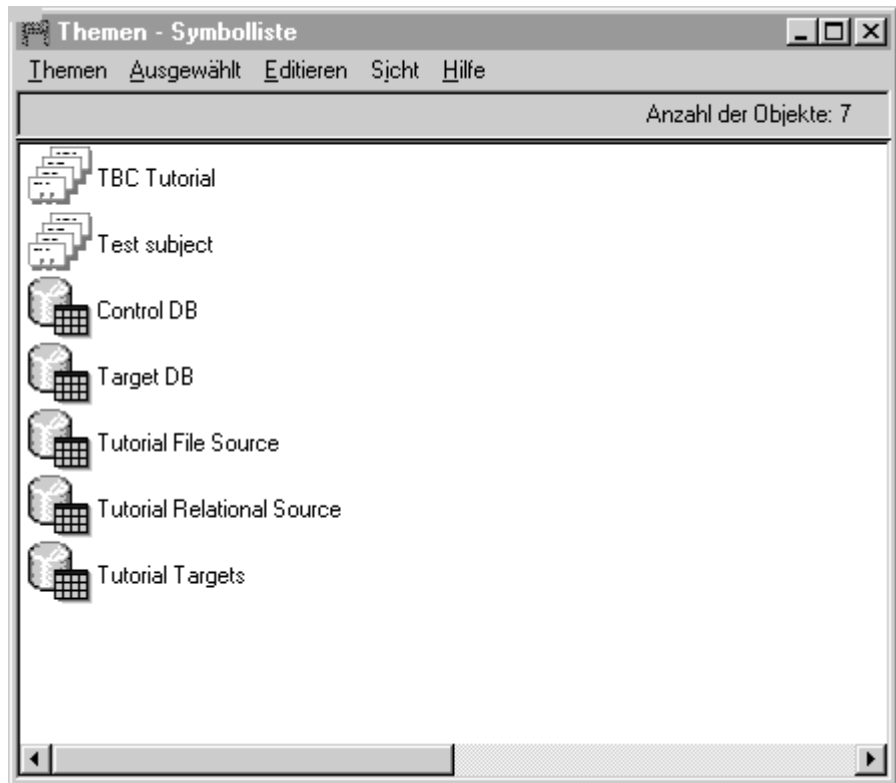 Themen - Symbolliste
Themen Ausgewählt Editieren Sicht Hilfe
Anzahl der Objekte: 7
TBC Tutorial
Test subject
Control DB
Target DB
Tutorial File Source
Tutorial Relational Source
Tutorial Targets